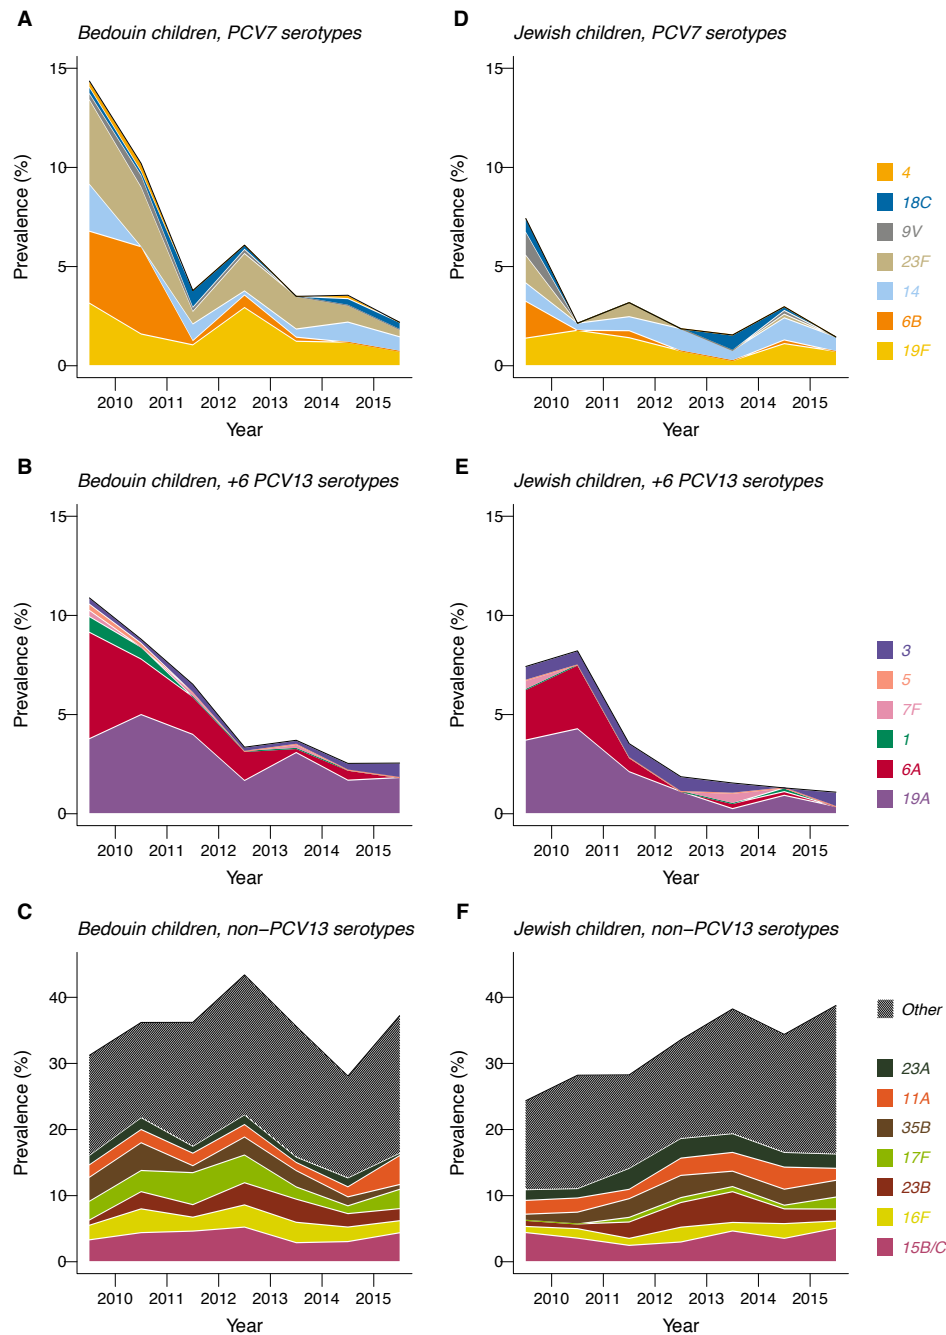 A
Bedouin children, PCV7 serotypes
15
10
5
0
Prevalence (%)
2010 2011 2012 2013 2014 2015
Year
D
Jewish children, PCV7 serotypes
15
10
5
0
Prevalence (%)
2010 2011 2012 2013 2014 2015
Year
4
18C
9V
23F
14
6B
19F
B
Bedouin children, +6 PCV13 serotypes
15
10
5
0
Prevalence (%)
2010 2011 2012 2013 2014 2015
Year
E
Jewish children, +6 PCV13 serotypes
15
10
5
0
Prevalence (%)
2010 2011 2012 2013 2014 2015
Year
3
5
7F
1
6A
19A
C
Bedouin children, non−PCV13 serotypes
40
30
20
10
0
Prevalence (%)
2010 2011 2012 2013 2014 2015
Year
F
Jewish children, non−PCV13 serotypes
40
30
20
10
0
Prevalence (%)
2010 2011 2012 2013 2014 2015
Year
Other
23A
11A
35B
17F
23B
16F
15B/C